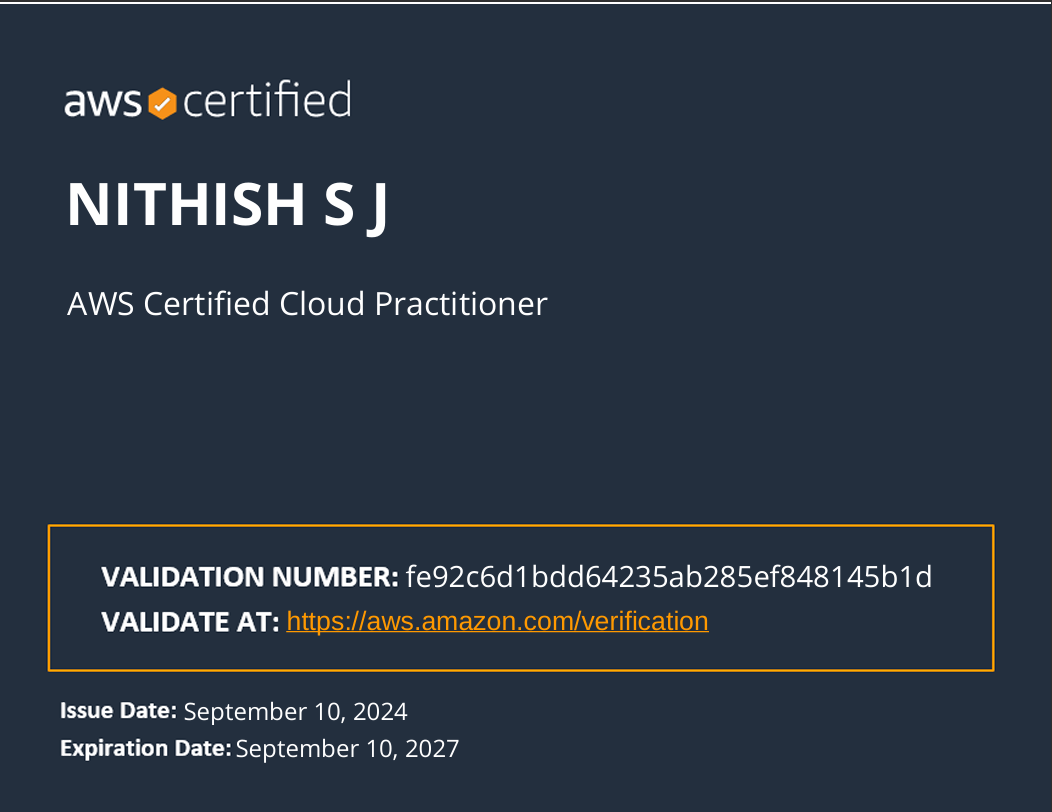 aws certified
NITHISH S J
AWS Certified Cloud Practitioner
VALIDATION NUMBER: fe92c6d1bdd64235ab285ef848145b1d
VALIDATE AT: https://aws.amazon.com/verification
Issue Date: September 10, 2024
Expiration Date: September 10, 2027